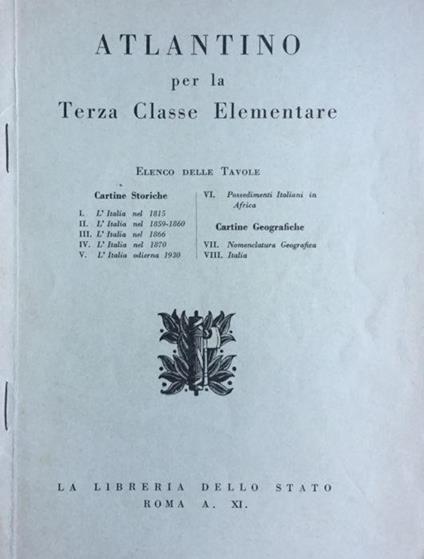 ATLANTINO
per la
Terza Classe Elementare
ELENCO DELLE TAVOLE
Cartine Storiche
I. L' Italia nel 1815
II. L' Italia nel 1859-1860
III. L' Italia nel 1866
IV. L' Italia nel 1870
V. L' Italia odierna 1930
VI. Possedimenti Italiani in
Africa
Cartine Geografiche
VII. Nomenclatura Geografica
VIII. Italia
LA LIBRERIA DELLO STATO
ROMA A. XI.